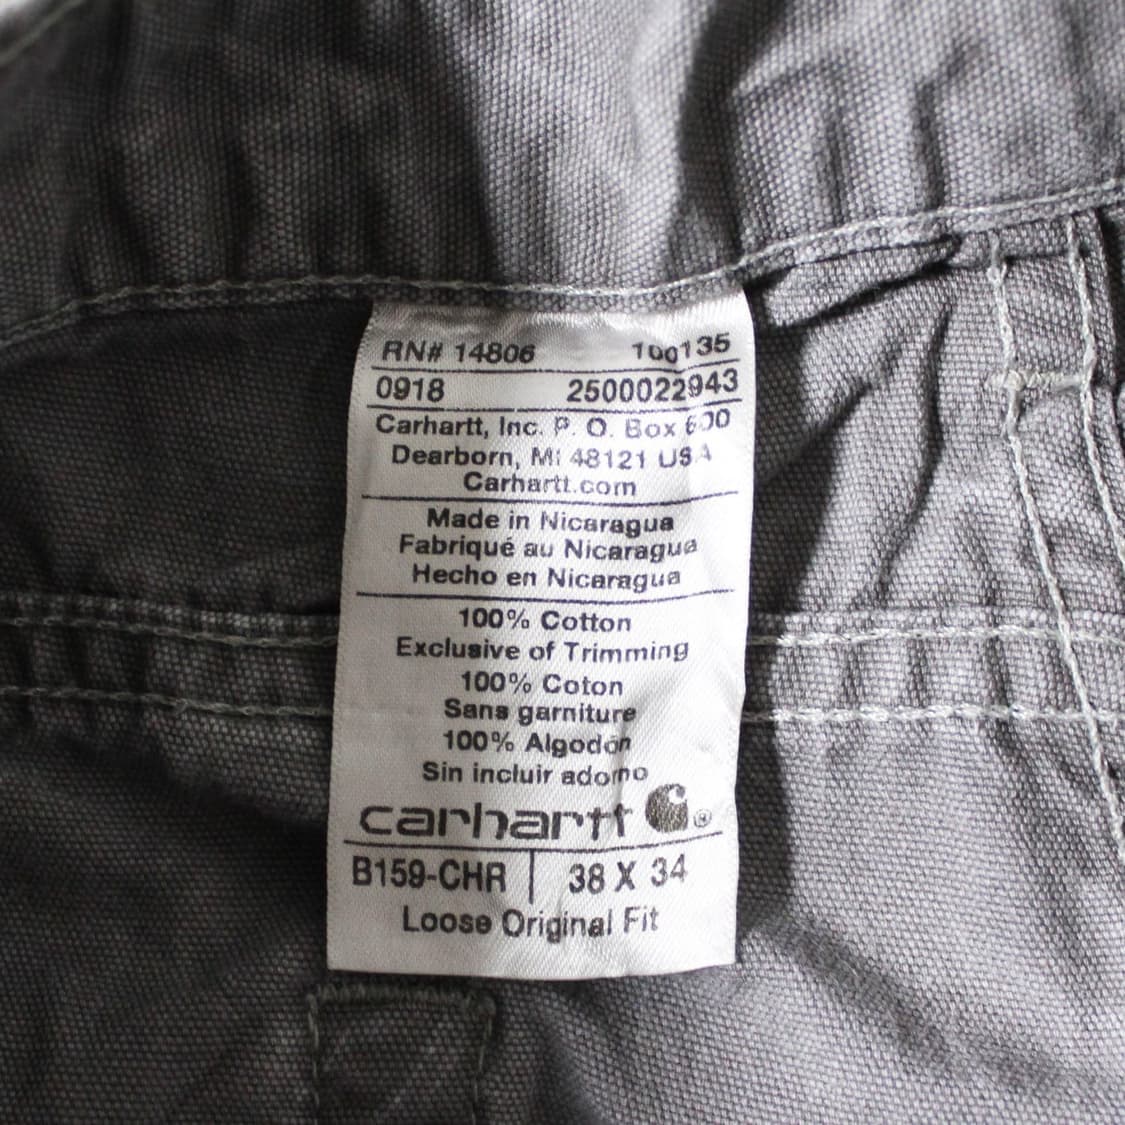 RN# 14806 100135
0918 2500022943
Carhartt, Inc. P. O. Box 600
Dearborn, MI 48121 USA
Carhartt.com
Made in Nicaragua
Fabriqué au Nicaragua
Hecho en Nicaragua
100% Cotton
Exclusive of Trimming
100% Coton
Sans garniture
100% Algodón
Sin incluir adorno
carhartt ®
B159-CHR 38 X 34
Loose Original Fit